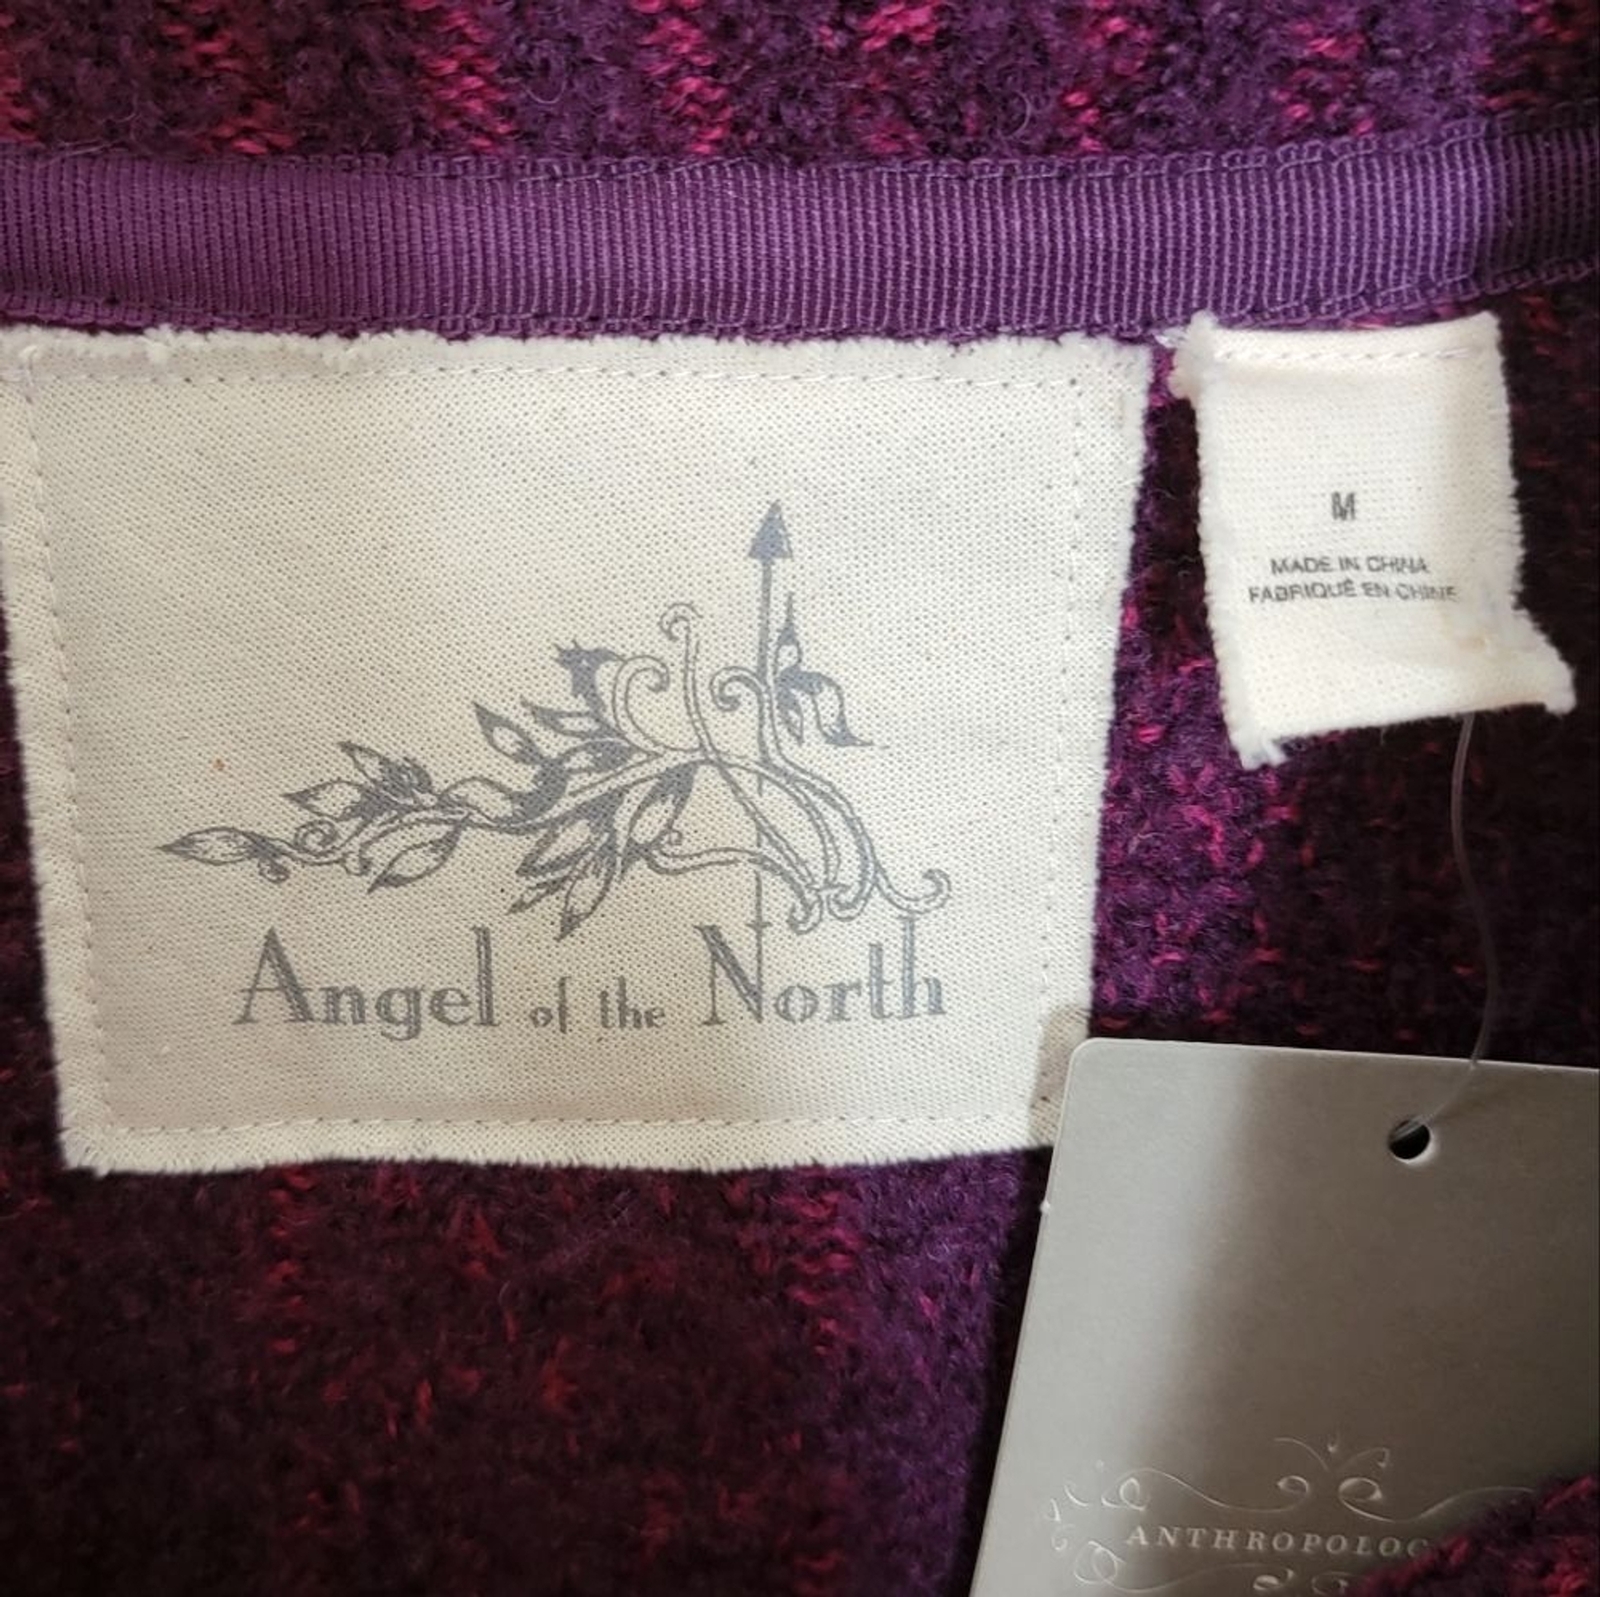 Angel of the North
M
MADE IN CHINA
FABRIQUÉ EN CHINE
ANTHROPOLOG